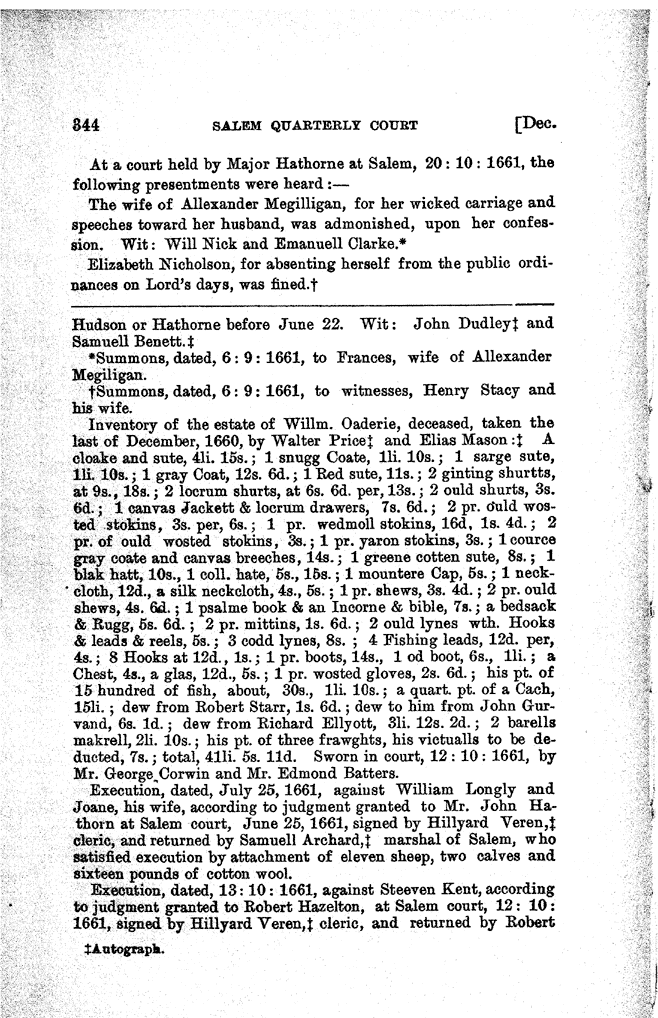 344 SALEM QUARTERLY COURT [Dec.
At a court held by Major Hathorne at Salem, 20 : 10 : 1661, the
following presentments were heard :—
The wife of Allexander Megilligan, for her wicked carriage and
speeches toward her husband, was admonished, upon her confes-
sion. Wit: Will Nick and Emanuell Clarke.*
Elizabeth Nicholson, for absenting herself from the public ordi-
nances on Lord's days, was fined.†
Hudson or Hathorne before June 22. Wit: John Dudley‡ and
Samuell Benett.‡
*Summons, dated, 6 : 9 : 1661, to Frances, wife of Allexander
Megiligan.
†Summons, dated, 6 : 9 : 1661, to witnesses, Henry Stacy and
his wife.
Inventory of the estate of Willm. Oaderie, deceased, taken the
last of December, 1660, by Walter Price‡ and Elias Mason :‡ A
cloake and sute, 4li. 15s. ; 1 snugg Coate, 1li. 10s. ; 1 sarge sute,
1li. 10s. ; 1 gray Coat, 12s. 6d. ; 1 Red sute, 11s. ; 2 ginting shurtts,
at 9s., 18s. ; 2 locrum shurts, at 6s. 6d. per, 13s. ; 2 ould shurts, 3s.
6d. ; 1 canvas Jackett & locrum drawers, 7s. 6d. ; 2 pr. ould wos-
ted stokins, 3s. per, 6s. ; 1 pr. wedmoll stokins, 16d, 1s. 4d. ; 2
pr. of ould wosted stokins, 3s. ; 1 pr. yaron stokins, 3s. ; 1 cource
gray coate and canvas breeches, 14s. ; 1 greene cotten sute, 8s. ; 1
blak hatt, 10s., 1 coll. hate, 5s., 15s. ; 1 mountere Cap, 5s. ; 1 neck-
cloth, 12d., a silk neckcloth, 4s., 5s. ; 1 pr. shews, 3s. 4d. ; 2 pr. ould
shews, 4s. 6d. ; 1 psalme book & an Incorne & bible, 7s. ; a bedsack
& Rugg, 5s. 6d. ; 2 pr. mittins, 1s. 6d. ; 2 ould lynes wth. Hooks
& leads & reels, 5s. ; 3 codd lynes, 8s. ; 4 Fishing leads, 12d. per,
4s. ; 8 Hooks at 12d., 1s. ; 1 pr. boots, 14s., 1 od boot, 6s., 1li. ; a
Chest, 4s., a glas, 12d., 5s. ; 1 pr. wosted gloves, 2s. 6d. ; his pt. of
15 hundred of fish, about, 30s., 1li. 10s. ; a quart. pt. of a Cach,
15li. ; dew from Robert Starr, 1s. 6d. ; dew to him from John Gur-
vand, 6s. 1d. ; dew from Richard Ellyott, 3li. 12s. 2d. ; 2 barells
makrell, 2li. 10s. ; his pt. of three frawghts, his victualls to be de-
ducted, 7s. ; total, 41li. 5s. 11d. Sworn in court, 12 : 10 : 1661, by
Mr. George Corwin and Mr. Edmond Batters.
Execution, dated, July 25, 1661, against William Longly and
Joane, his wife, according to judgment granted to Mr. John Ha-
thorn at Salem court, June 25, 1661, signed by Hillyard Veren,‡
cleric, and returned by Samuell Archard,‡ marshal of Salem, who
satisfied execution by attachment of eleven sheep, two calves and
sixteen pounds of cotton wool.
Execution, dated, 13 : 10 : 1661, against Steeven Kent, according
to judgment granted to Robert Hazelton, at Salem court, 12 : 10 :
1661, signed by Hillyard Veren,‡ cleric, and returned by Robert
‡Autograph.